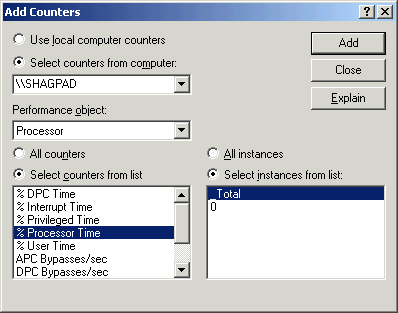 Add Counters
Use local computer counters
Add
Select counters from computer:
\\SHAGPAD
Close
Explain
Performance object:
Processor
All counters
All instances
Select counters from list
Select instances from list:
% DPC Time
% Interrupt Time
% Privileged Time
% Processor Time
% User Time
APC Bypasses/sec
DPC Bypasses/sec
_Total
0